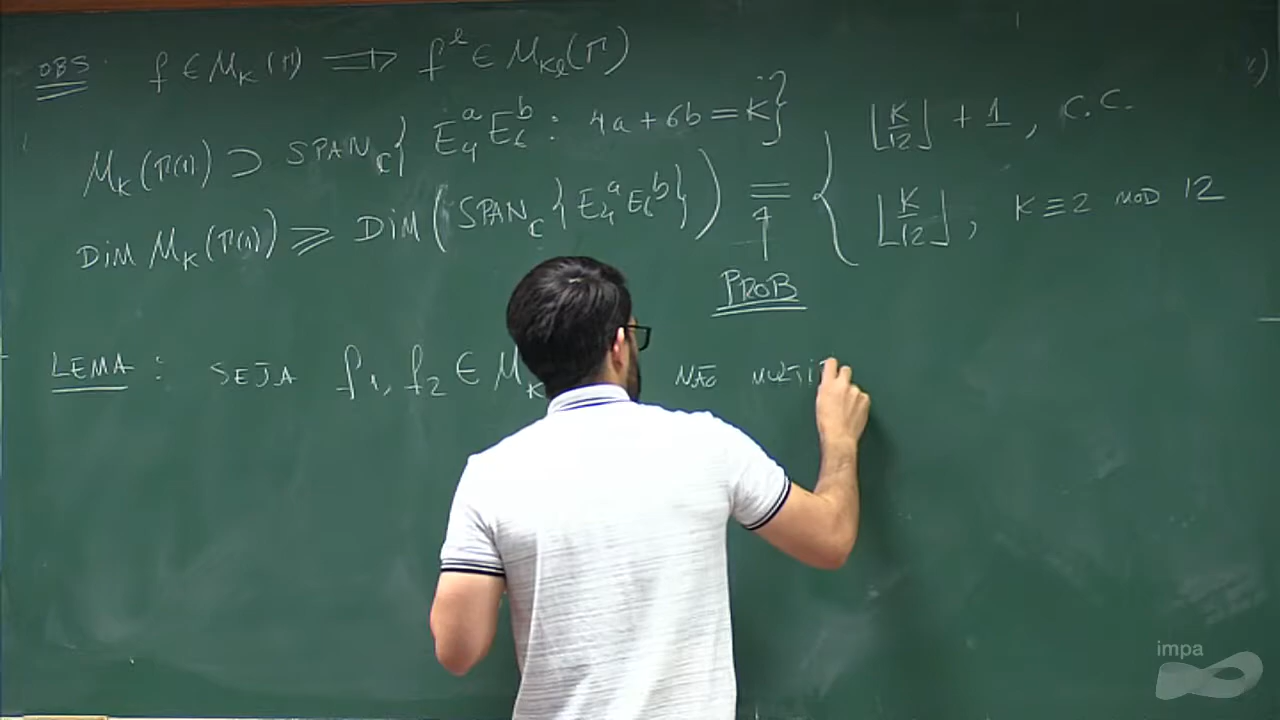 OBS. f ∈ M_K(Γ) ⟹ f^ℓ ∈ M_{Kℓ}(Γ)
M_K(Γ(1)) ⊃ SPAN_C{ E_4^a E_6^b : 4a + 6b = K }
DIM M_K(Γ(1)) ⩾ DIM( SPAN_C{ E_4^a E_6^b } ) = { ⌊K/12⌋ + 1, C.C.
⌊K/12⌋, K ≡ 2 MOD 12
PROB
LEMA : SEJA f_1, f_2 ∈ M_K NÃO
impa